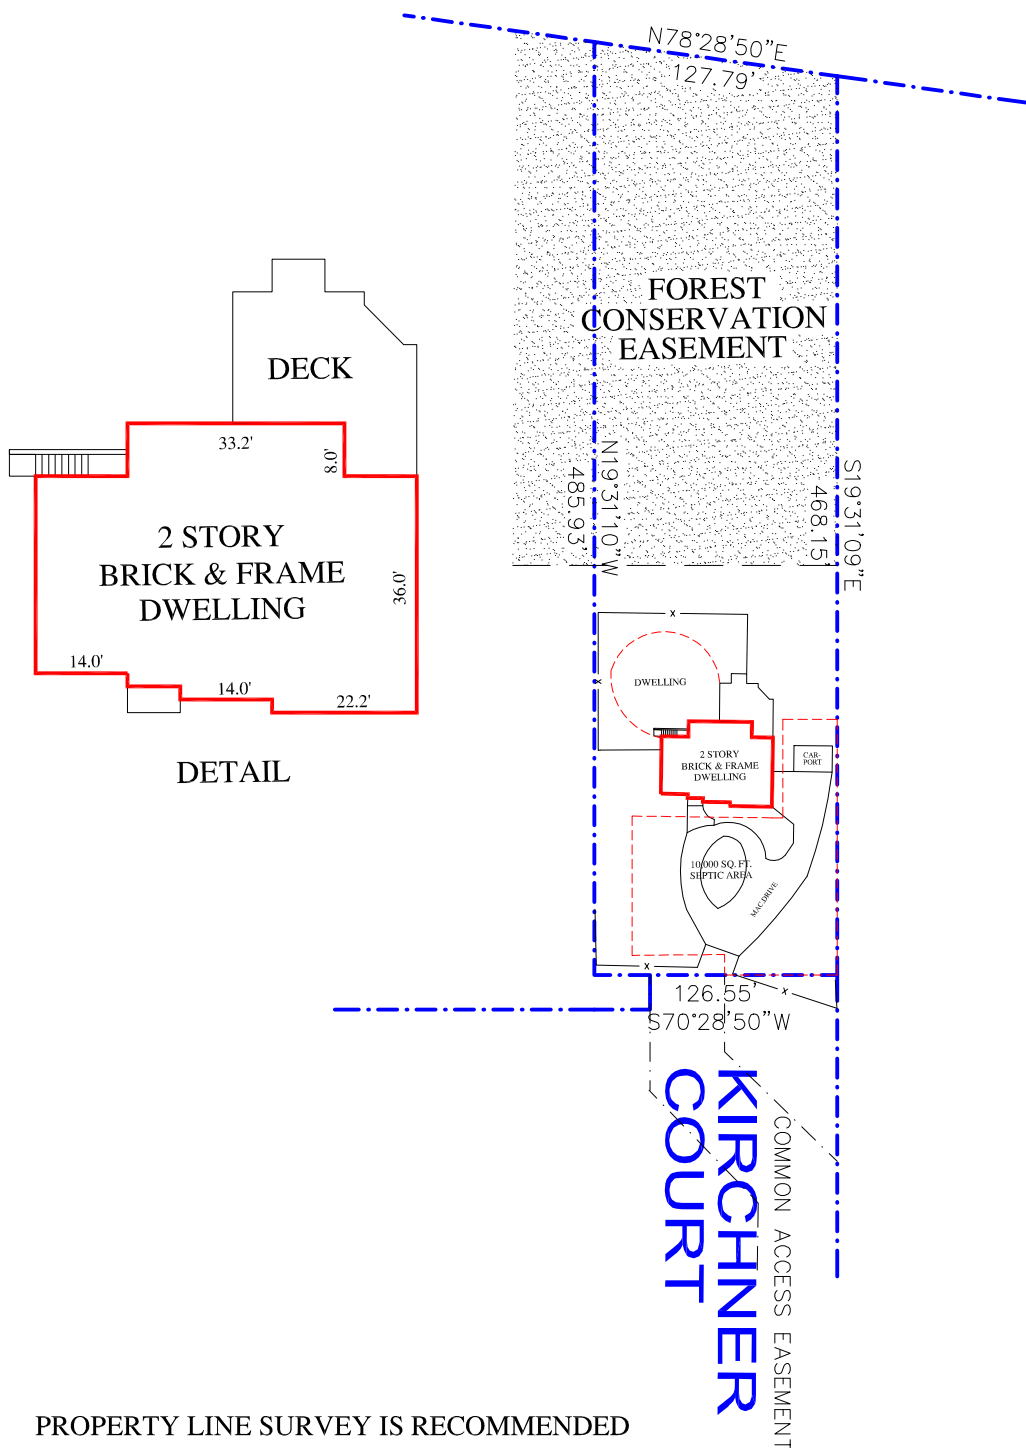 N78°28'50"E
127.79'
FOREST
CONSERVATION
EASEMENT
DECK
33.2'
8.0'
2 STORY
BRICK & FRAME
DWELLING
36.0'
14.0'
14.0'
22.2'
DETAIL
N19°31'10"W
485.93'
S19°31'09"E
468.15'
X
X
DWELLING
2 STORY
BRICK & FRAME
DWELLING
CAR-
PORT
10,000 SQ. FT.
SEPTIC AREA
MAC.DRIVE
X
X
126.55'
S70°28'50"W
KIRCHNER
COURT
COMMON ACCESS EASEMENT
PROPERTY LINE SURVEY IS RECOMMENDED